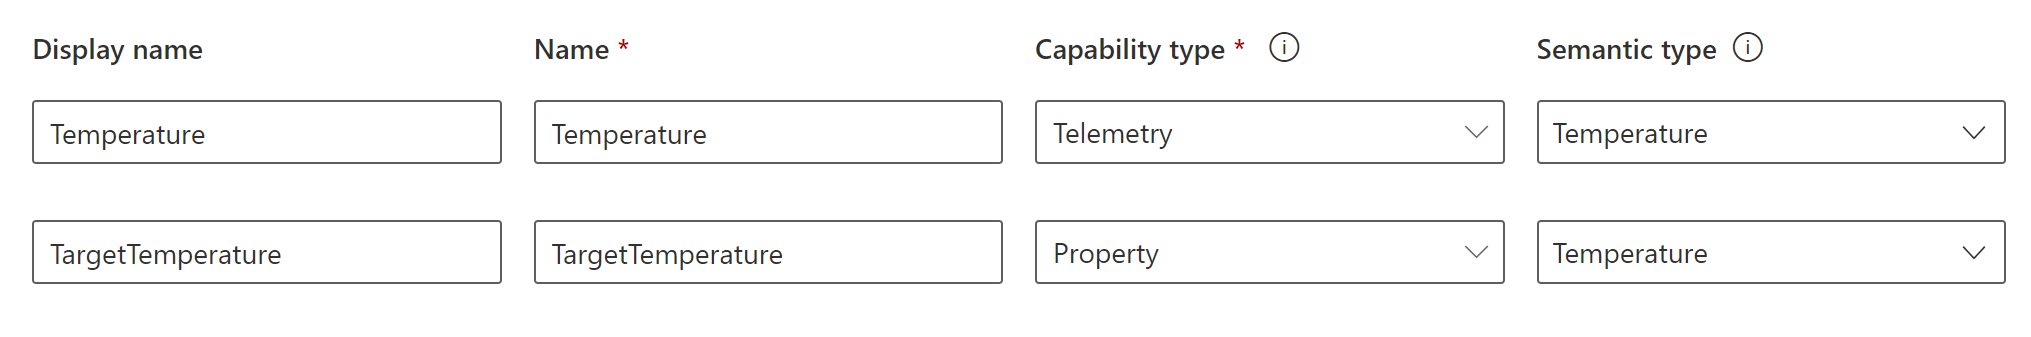 Display name Name * Capability type * Semantic type
Temperature Temperature Telemetry Temperature
TargetTemperature TargetTemperature Property Temperature